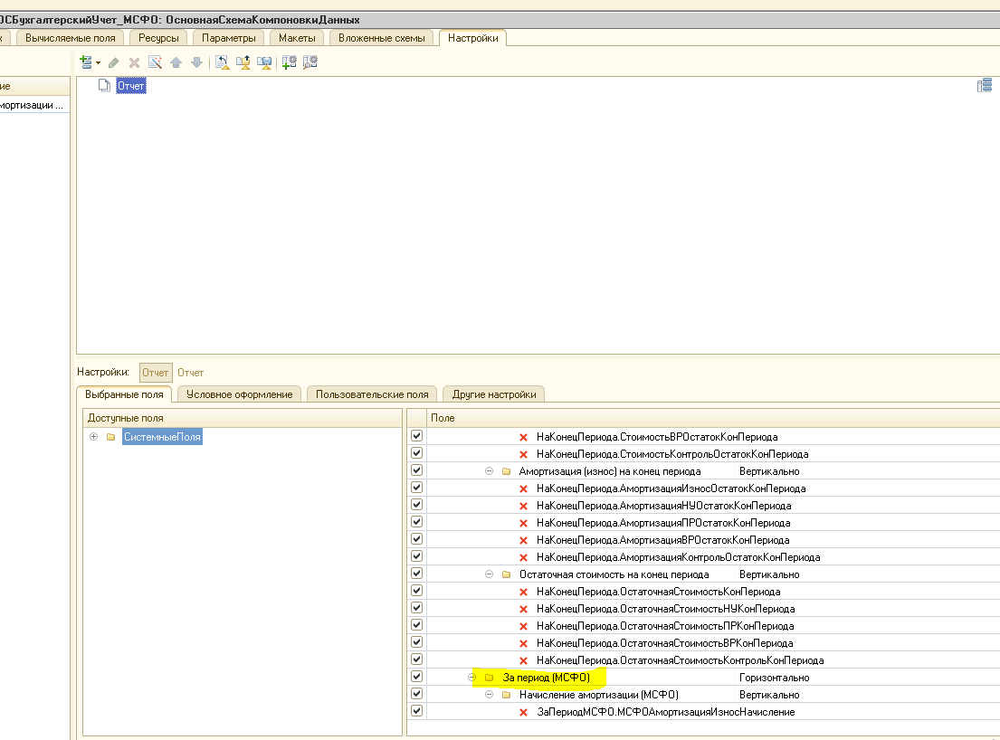 ОСБухгалтерскийУчет_МСФО: ОсновнаяСхемаКомпоновкиДанных
Вычисляемые поля Ресурсы Параметры Макеты Вложенные схемы Настройки
ие
мортизации ...
Отчет
Настройки: Отчет Отчет
Выбранные поля Условное оформление Пользовательские поля Другие настройки
Доступные поля Поле
СистемныеПоля НаКонецПериода.СтоимостьВРОстатокКонПериода
НаКонецПериода.СтоимостьКонтрольОстатокКонПериода
Амортизация (износ) на конец периода Вертикально
НаКонецПериода.АмортизацияИзносОстатокКонПериода
НаКонецПериода.АмортизацияНУОстатокКонПериода
НаКонецПериода.АмортизацияПРОстатокКонПериода
НаКонецПериода.АмортизацияВРОстатокКонПериода
НаКонецПериода.АмортизацияКонтрольОстатокКонПериода
Остаточная стоимость на конец периода Вертикально
НаКонецПериода.ОстаточнаяСтоимостьКонПериода
НаКонецПериода.ОстаточнаяСтоимостьНУКонПериода
НаКонецПериода.ОстаточнаяСтоимостьПРКонПериода
НаКонецПериода.ОстаточнаяСтоимостьВРКонПериода
НаКонецПериода.ОстаточнаяСтоимостьКонтрольКонПериода
За период (МСФО) Горизонтально
Начисление амортизации (МСФО) Вертикально
ЗаПериодМСФО.МСФОАмортизацияИзносНачисление